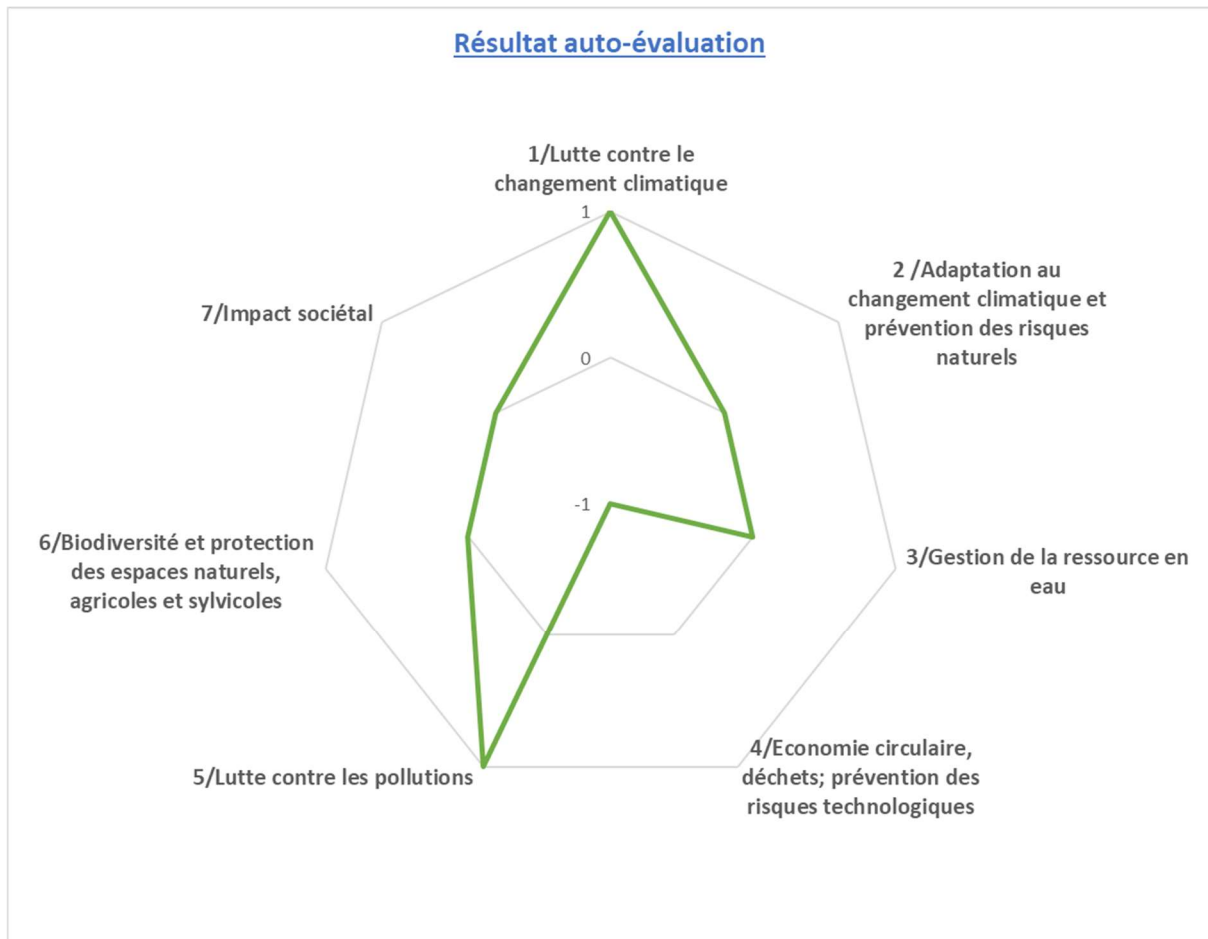 Résultat auto-évaluation
1/Lutte contre le
changement climatique
1
2 /Adaptation au
changement climatique et
prévention des risques
naturels
7/Impact sociétal
0
-1
6/Biodiversité et protection
des espaces naturels,
agricoles et sylvicoles
3/Gestion de la ressource en
eau
4/Economie circulaire,
déchets; prévention des
risques technologiques
5/Lutte contre les pollutions